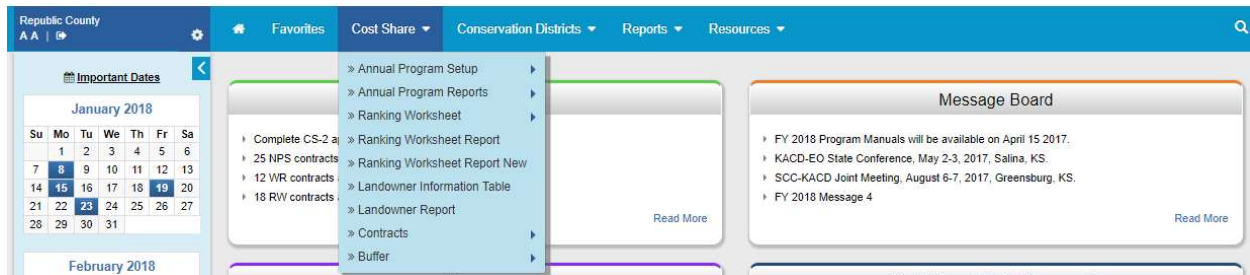 Republic County
A A |
Favorites Cost Share Conservation Districts Reports Resources
Important Dates
January 2018
Su Mo Tu We Th Fr Sa
1 2 3 4 5 6
7 8 9 10 11 12 13
14 15 16 17 18 19 20
21 22 23 24 25 26 27
28 29 30 31
February 2018
» Annual Program Setup
» Annual Program Reports
» Ranking Worksheet
» Ranking Worksheet Report
» Ranking Worksheet Report New
» Landowner Information Table
» Landowner Report
» Contracts
» Buffer
Complete CS-2 a
25 NPS contracts
12 WR contracts
18 RW contracts
Read More
Message Board
FY 2018 Program Manuals will be available on April 15 2017.
KACD-EO State Conference, May 2-3, 2017, Salina, KS.
SCC-KACD Joint Meeting, August 6-7, 2017, Greensburg, KS.
FY 2018 Message 4
Read More